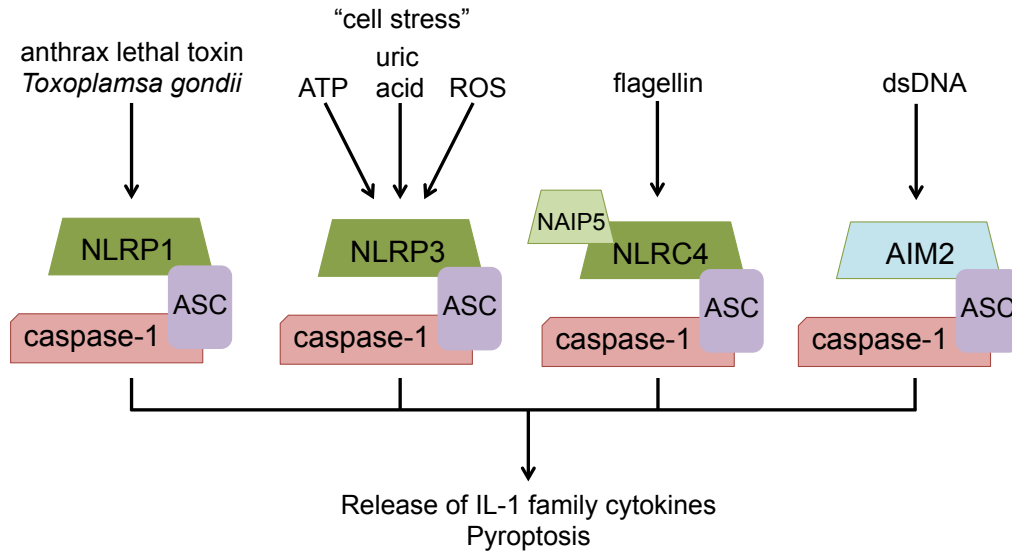 “cell stress”
anthrax lethal toxin
Toxoplamsa gondii
uric
acid
ATP
ROS
flagellin
dsDNA
NLRP1
ASC
caspase-1
NLRP3
ASC
caspase-1
NAIP5
NLRC4
ASC
caspase-1
AIM2
ASC
caspase-1
Release of IL-1 family cytokines
Pyroptosis